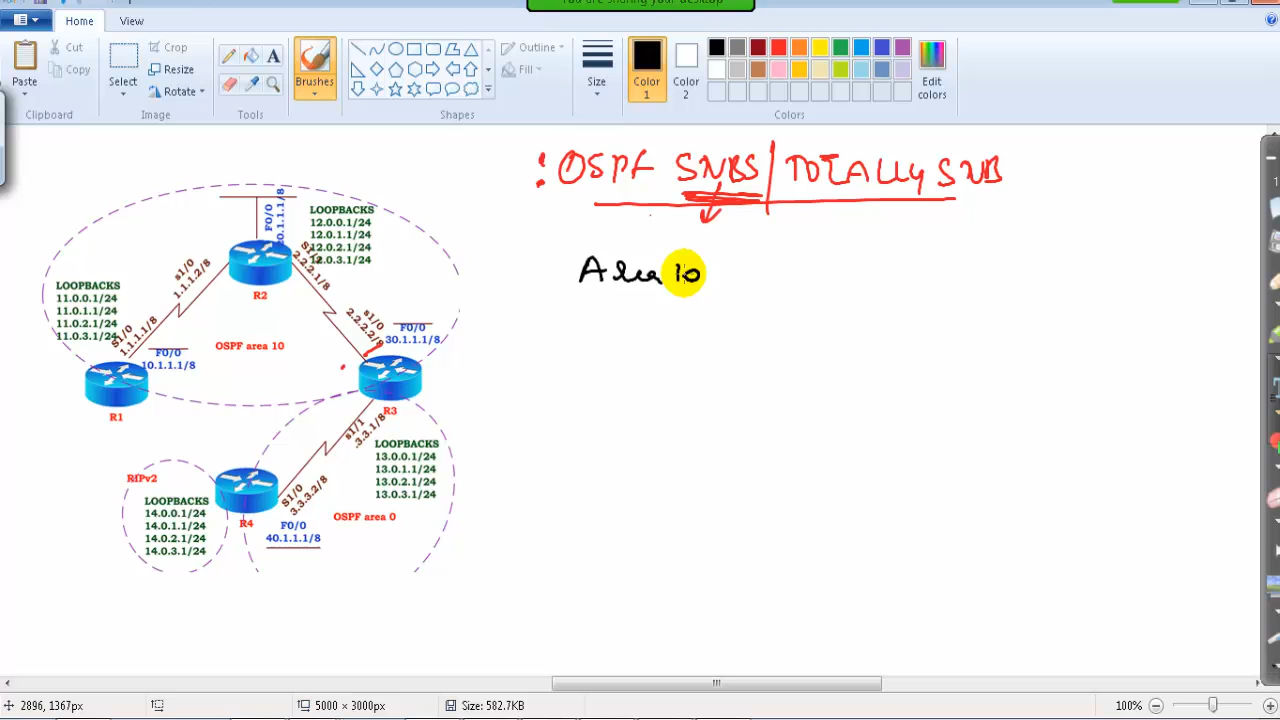 You are sharing your desktop
Home View
Paste
Cut
Copy
Clipboard
Select
Crop
Resize
Rotate
Image
Tools
Brushes
Outline
Fill
Shapes
Size
Color 1
Color 2
Edit colors
Colors
: OSPF SNBS | TOTALLY SNB
Area 10
LOOPBACKS
11.0.0.1/24
11.0.1.1/24
11.0.2.1/24
11.0.3.1/24
F0/0
20.1.1.1/8
LOOPBACKS
12.0.0.1/24
12.0.1.1/24
12.0.2.1/24
12.0.3.1/24
s1/0
1.1.1.2/8
2.2.2.1/8
R2
S1/0
1.1.1.1/8
F0/0
10.1.1.1/8
R1
OSPF area 10
s1/0
2.2.2.2/8
F0/0
30.1.1.1/8
R3
s1/1
.3.3.1/8
LOOPBACKS
13.0.0.1/24
13.0.1.1/24
13.0.2.1/24
13.0.3.1/24
S1/0
3.3.3.2/8
R4
F0/0
40.1.1.1/8
OSPF area 0
RIPv2
LOOPBACKS
14.0.0.1/24
14.0.1.1/24
14.0.2.1/24
14.0.3.1/24
2896, 1367px
5000 × 3000px
Size: 582.7KB
100%